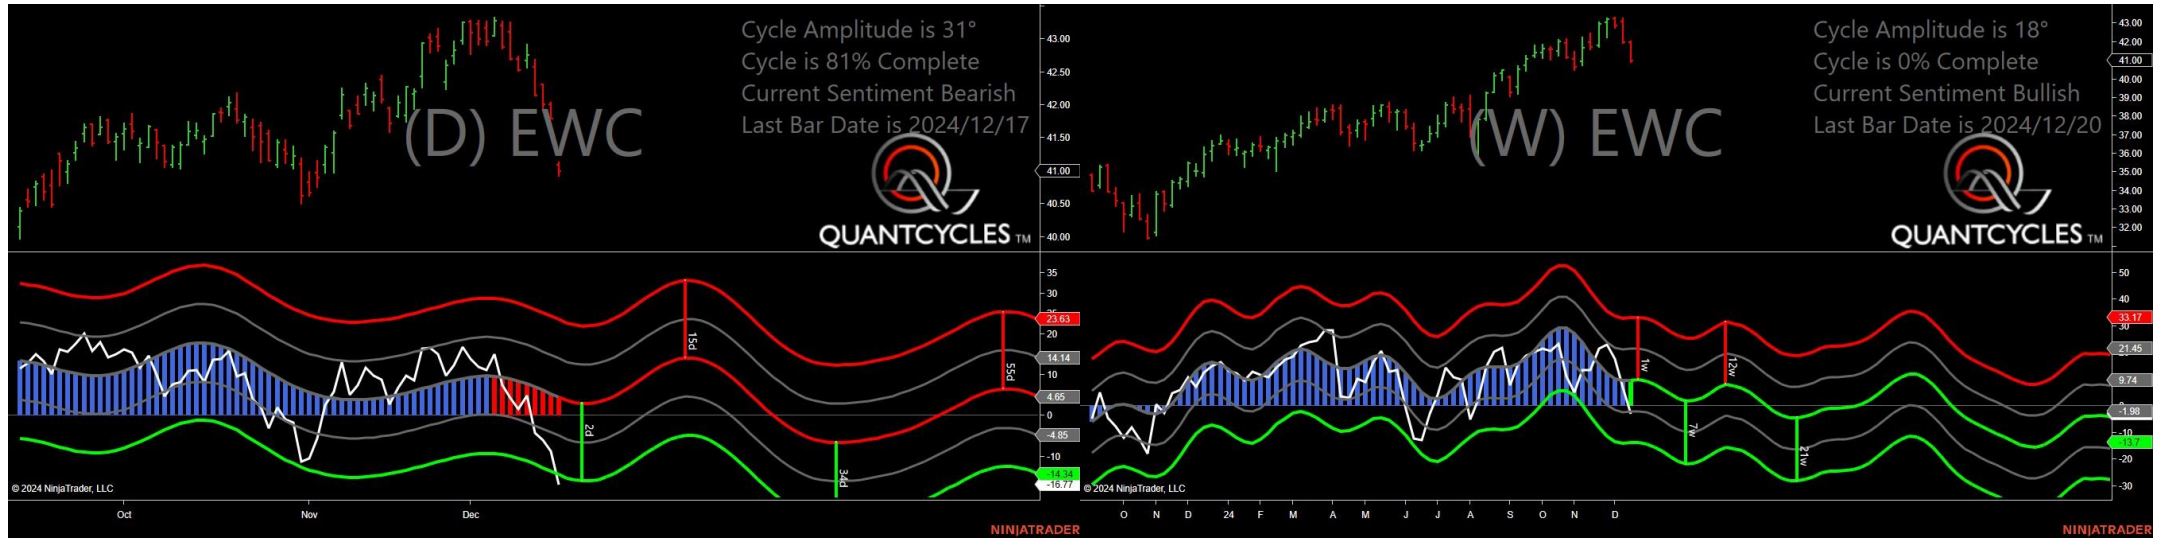 Cycle Amplitude is 31°
Cycle is 81% Complete
Current Sentiment Bearish
Last Bar Date is 2024/12/17
(D) EWC
QUANTCYCLES TM
43.00
42.50
42.00
41.50
41.00
40.50
40.00
35
30
23.63
20
14.14
10
4.65
0
-4.85
-10
-14.34
-16.77
15d
55d
2d
34d
© 2024 NinjaTrader, LLC
Oct
Nov
Dec
NINJATRADER
Cycle Amplitude is 18°
Cycle is 0% Complete
Current Sentiment Bullish
Last Bar Date is 2024/12/20
(W) EWC
QUANTCYCLES TM
43.00
42.00
41.00
40.00
39.00
38.00
37.00
36.00
35.00
34.00
33.00
32.00
50
40
33.17
30
21.45
9.74
-1.98
-10
-13.7
-20
-30
1w
12w
7w
21w
© 2024 NinjaTrader, LLC
O N D 24 F M A M J J A S O N D
NINJATRADER